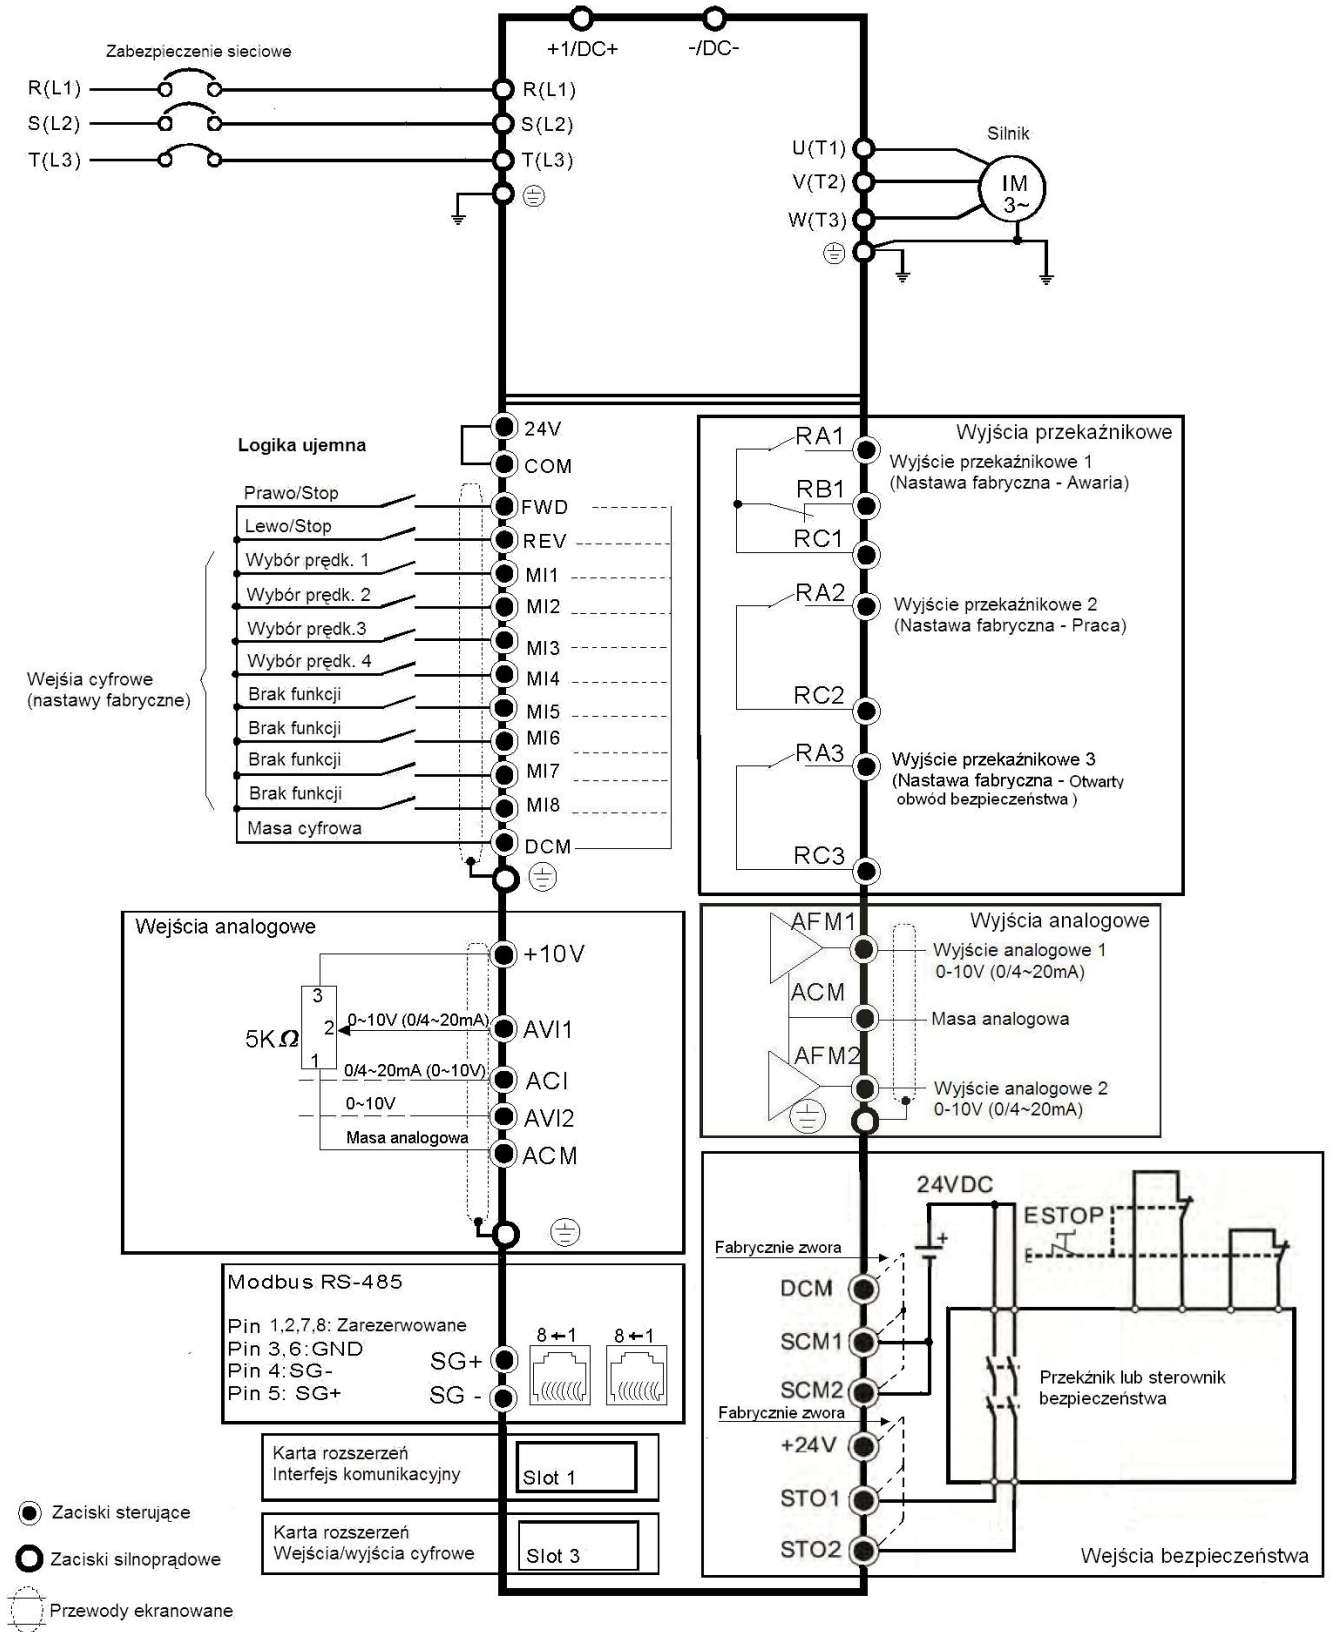 +1/DC+
-/DC-
Zabezpieczenie sieciowe
R(L1)
R(L1)
S(L2)
S(L2)
T(L3)
T(L3)
Silnik
U(T1)
V(T2)
W(T3)
IM
3~
Logika ujemna
24V
COM
Prawo/Stop
FWD
Lewo/Stop
REV
Wybór prędk. 1
MI1
Wybór prędk. 2
MI2
Wybór prędk.3
MI3
Wybór prędk. 4
MI4
Brak funkcji
MI5
Brak funkcji
MI6
Brak funkcji
MI7
Brak funkcji
MI8
Masa cyfrowa
DCM
Wejśia cyfrowe
(nastawy fabryczne)
Wyjścia przekaźnikowe
RA1
Wyjście przekaźnikowe 1
(Nastawa fabryczna - Awaria)
RB1
RC1
RA2
Wyjście przekaźnikowe 2
(Nastawa fabryczna - Praca)
RC2
RA3
Wyjście przekaźnikowe 3
(Nastawa fabryczna - Otwarty
obwód bezpieczeństwa )
RC3
Wejścia analogowe
+10V
3
5KΩ
2
0~10V (0/4~20mA)
AVI1
1
0/4~20mA (0~10V)
ACI
0~10V
AVI2
Masa analogowa
ACM
Wyjścia analogowe
AFM1
Wyjście analogowe 1
0-10V (0/4~20mA)
ACM
Masa analogowa
AFM2
Wyjście analogowe 2
0-10V (0/4~20mA)
Modbus RS-485
Pin 1,2,7,8: Zarezerwowane
Pin 3,6:GND
Pin 4:SG-
Pin 5: SG+
SG+
SG -
8←1
8←1
24VDC
+
ESTOP
E
Fabrycznie zwora
DCM
SCM1
SCM2
Fabrycznie zwora
+24V
STO1
STO2
Przekźnik lub sterownik
bezpieczeństwa
Wejścia bezpieczeństwa
Karta rozszerzeń
Interfejs komunikacyjny
Slot 1
Karta rozszerzeń
Wejścia/wyjścia cyfrowe
Slot 3
Zaciski sterujące
Zaciski silnoprądowe
Przewody ekranowane